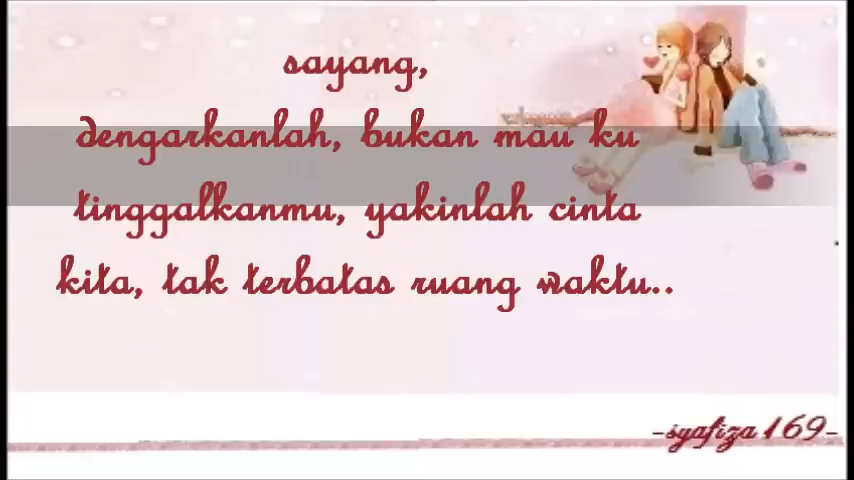 sayang,
dengarkanlah, bukan mau ku
tinggalkanmu, yakinlah cinta
kita, tak terbatas ruang waktu..
-syafiza169-